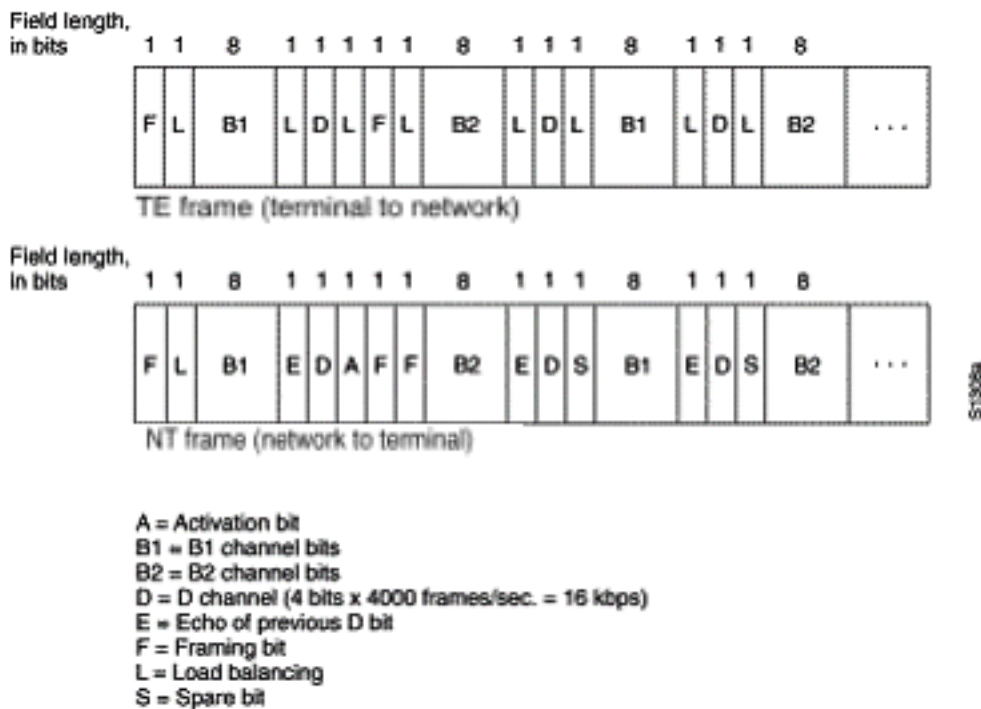 Field length,
in bits 1 1 8 1 1 1 1 1 8 1 1 1 8 1 1 1 8
F L B1 L D L F L B2 L D L B1 L D L B2 ...
TE frame (terminal to network)
Field length,
in bits 1 1 8 1 1 1 1 1 8 1 1 1 8 1 1 1 8
F L B1 E D A F F B2 E D S B1 E D S B2 ...
NT frame (network to terminal)
A = Activation bit
B1 = B1 channel bits
B2 = B2 channel bits
D = D channel (4 bits x 4000 frames/sec. = 16 kbps)
E = Echo of previous D bit
F = Framing bit
L = Load balancing
S = Spare bit